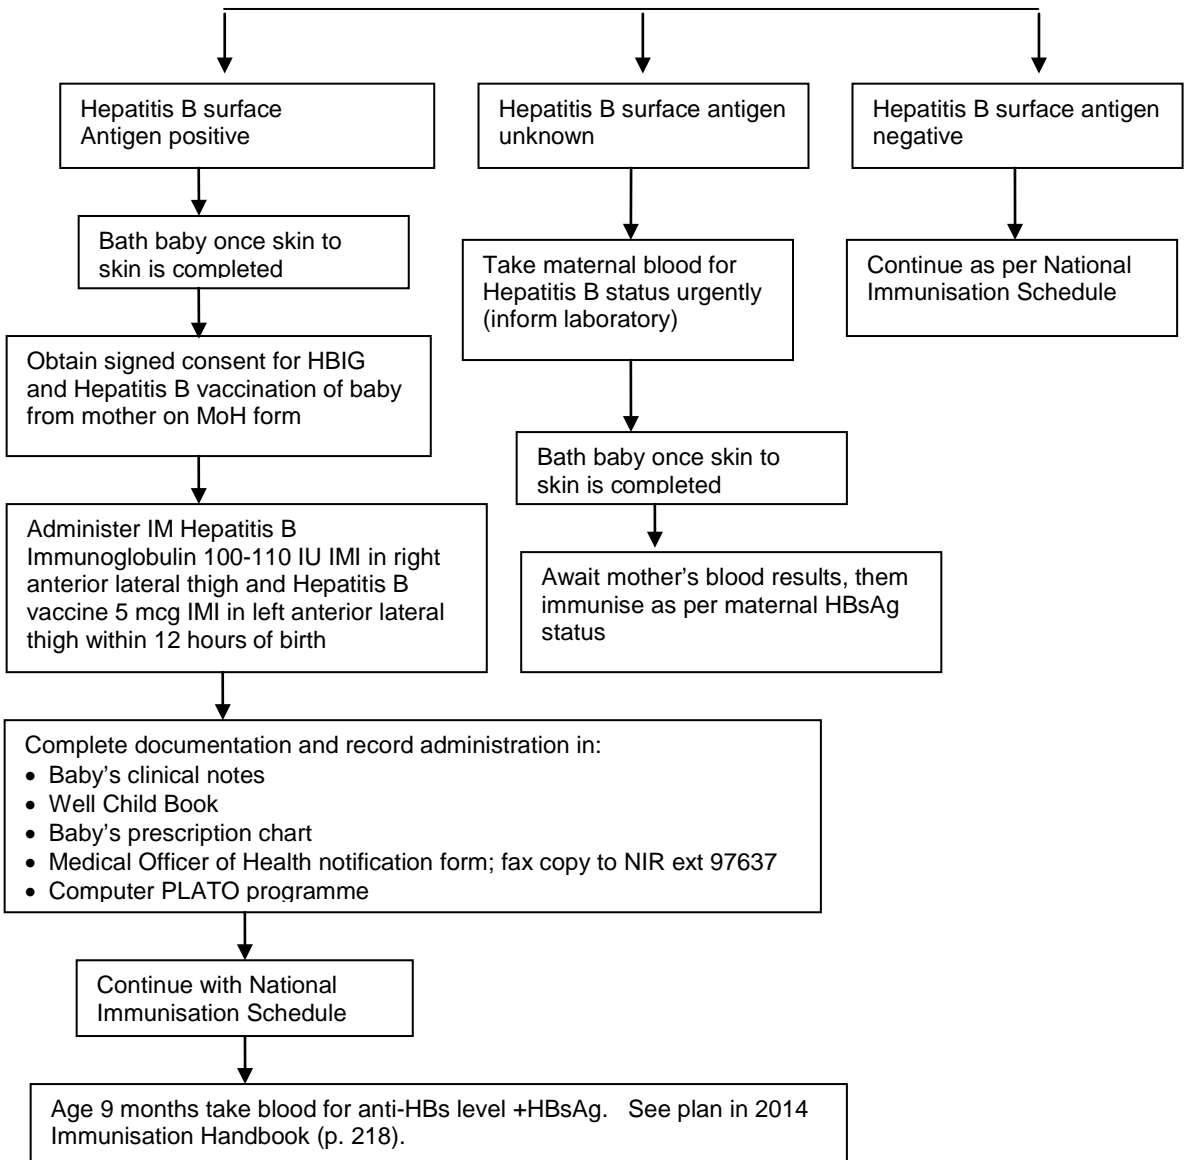 Hepatitis B surface
Antigen positive
Hepatitis B surface antigen
unknown
Hepatitis B surface antigen
negative
Bath baby once skin to
skin is completed
Take maternal blood for
Hepatitis B status urgently
(inform laboratory)
Continue as per National
Immunisation Schedule
Obtain signed consent for HBIG
and Hepatitis B vaccination of baby
from mother on MoH form
Bath baby once skin to
skin is completed
Administer IM Hepatitis B
Immunoglobulin 100-110 IU IMI in right
anterior lateral thigh and Hepatitis B
vaccine 5 mcg IMI in left anterior lateral
thigh within 12 hours of birth
Await mother's blood results, them
immunise as per maternal HBsAg
status
Complete documentation and record administration in:
• Baby's clinical notes
• Well Child Book
• Baby's prescription chart
• Medical Officer of Health notification form; fax copy to NIR ext 97637
• Computer PLATO programme
Continue with National
Immunisation Schedule
Age 9 months take blood for anti-HBs level +HBsAg.   See plan in 2014
Immunisation Handbook (p. 218).